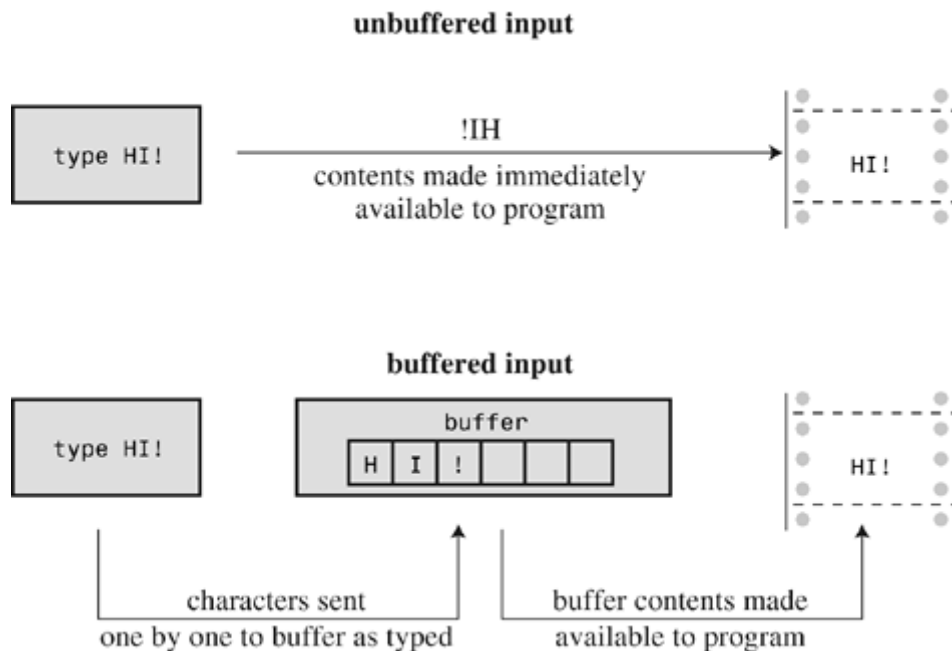 unbuffered input
type HI!
!IH
contents made immediately
available to program
HI!
buffered input
type HI!
buffer
H I !
HI!
characters sent
one by one to buffer as typed
buffer contents made
available to program